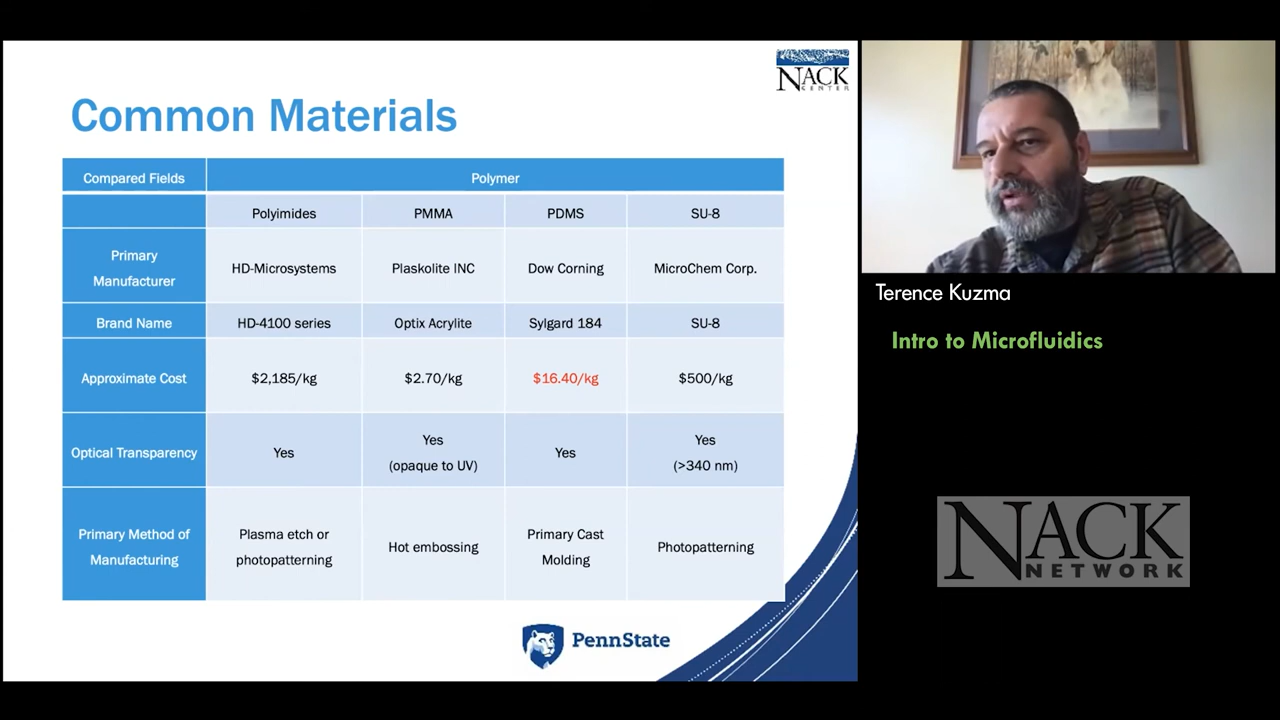 NACK
CENTER
Common Materials
Compared Fields
Polymer
Polyimides
PMMA
PDMS
SU-8
Primary
Manufacturer
HD-Microsystems
Plaskolite INC
Dow Corning
MicroChem Corp.
Brand Name
HD-4100 series
Optix Acrylite
Sylgard 184
SU-8
Approximate Cost
$2,185/kg
$2.70/kg
$16.40/kg
$500/kg
Optical Transparency
Yes
Yes
(opaque to UV)
Yes
Yes
(>340 nm)
Primary Method of
Manufacturing
Plasma etch or
photopatterning
Hot embossing
Primary Cast
Molding
Photopatterning
PennState
Terence Kuzma
Intro to Microfluidics
NACK
NETWORK